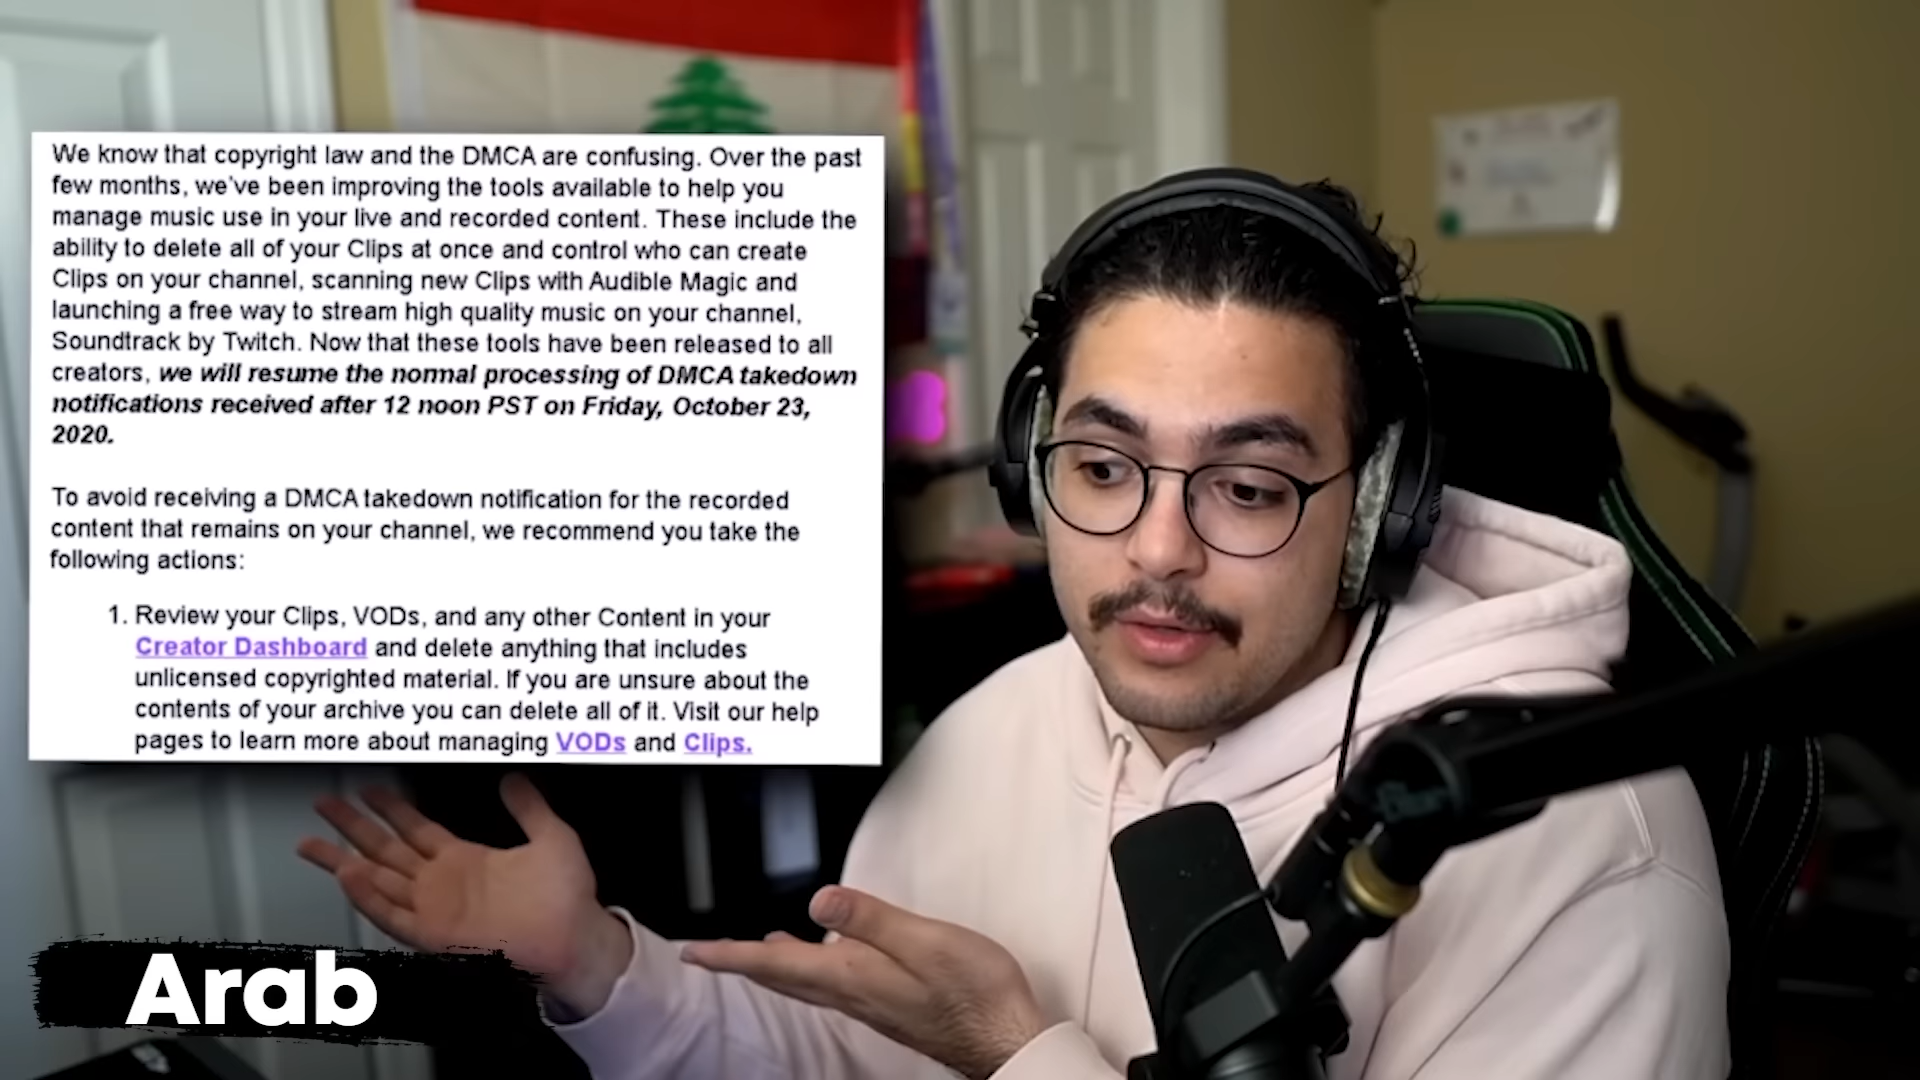 We know that copyright law and the DMCA are confusing. Over the past
few months, we've been improving the tools available to help you
manage music use in your live and recorded content. These include the
ability to delete all of your Clips at once and control who can create
Clips on your channel, scanning new Clips with Audible Magic and
launching a free way to stream high quality music on your channel,
Soundtrack by Twitch. Now that these tools have been released to all
creators, we will resume the normal processing of DMCA takedown
notifications received after 12 noon PST on Friday, October 23,
2020.
To avoid receiving a DMCA takedown notification for the recorded
content that remains on your channel, we recommend you take the
following actions:
1. Review your Clips, VODs, and any other Content in your
Creator Dashboard and delete anything that includes
unlicensed copyrighted material. If you are unsure about the
contents of your archive you can delete all of it. Visit our help
pages to learn more about managing VODs and Clips.
Arab